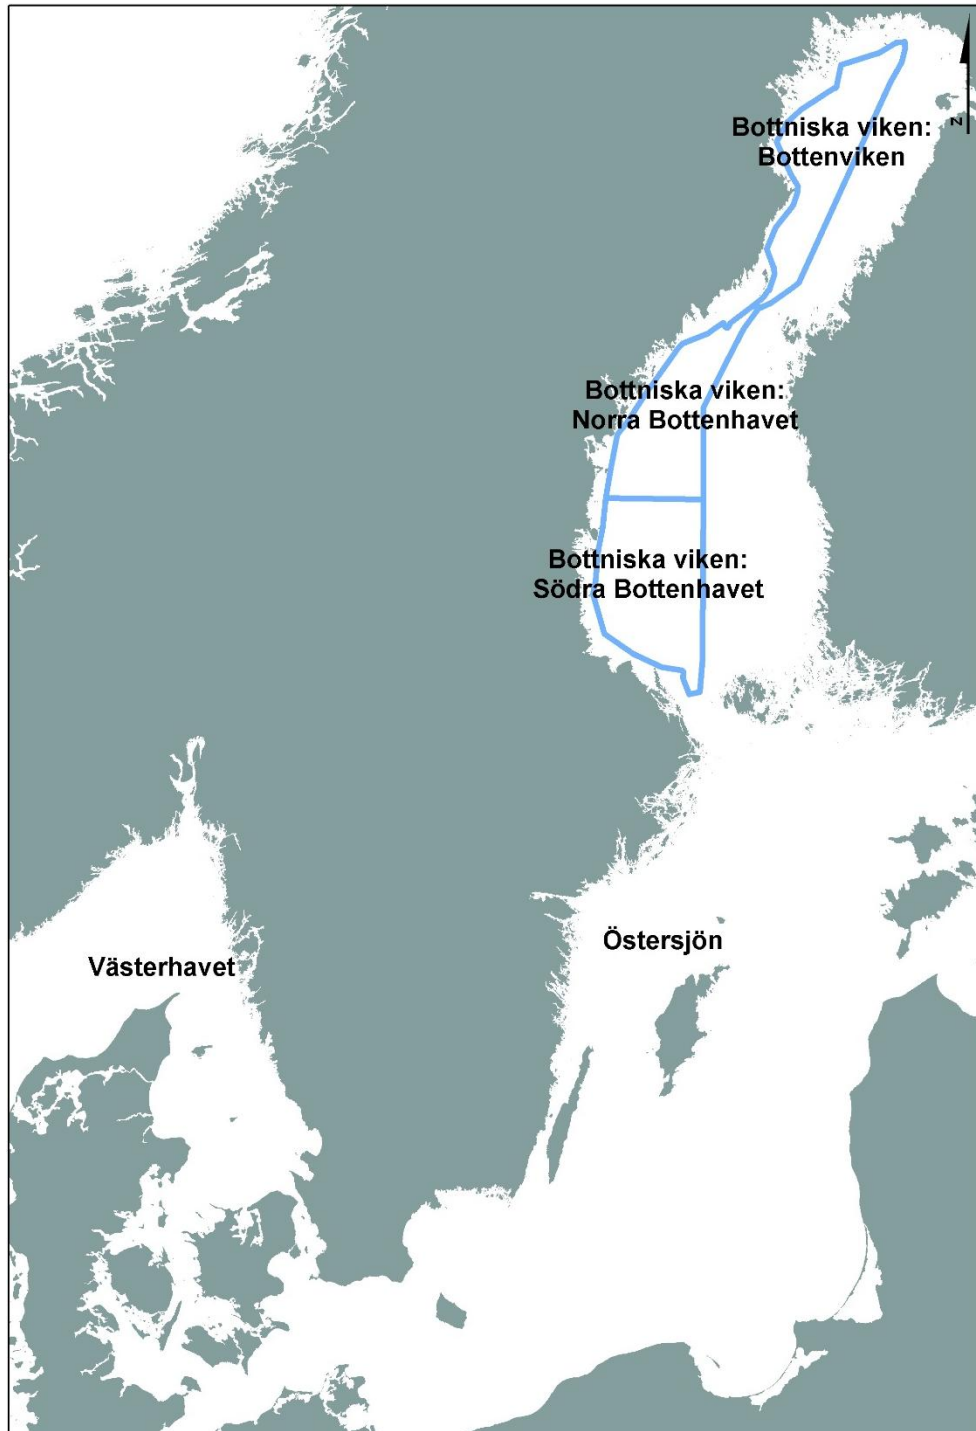 Z
Bottniska viken:
Bottenviken
Bottniska viken:
Norra Bottenhavet
Bottniska viken:
Södra Bottenhavet
Östersjön
Västerhavet